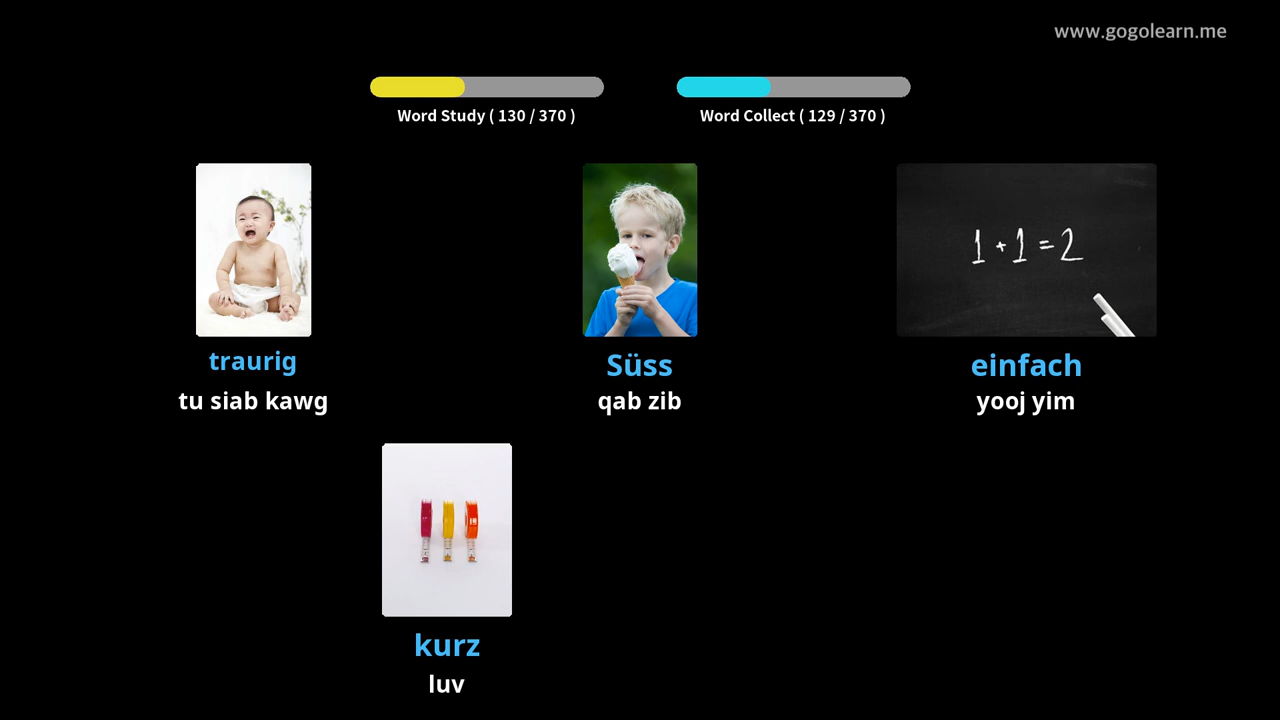 www.gogolearn.me
Word Study ( 130 / 370 )
Word Collect ( 129 / 370 )
1 + 1 = 2
traurig
tu siab kawg
Süss
qab zib
einfach
yooj yim
kurz
luv